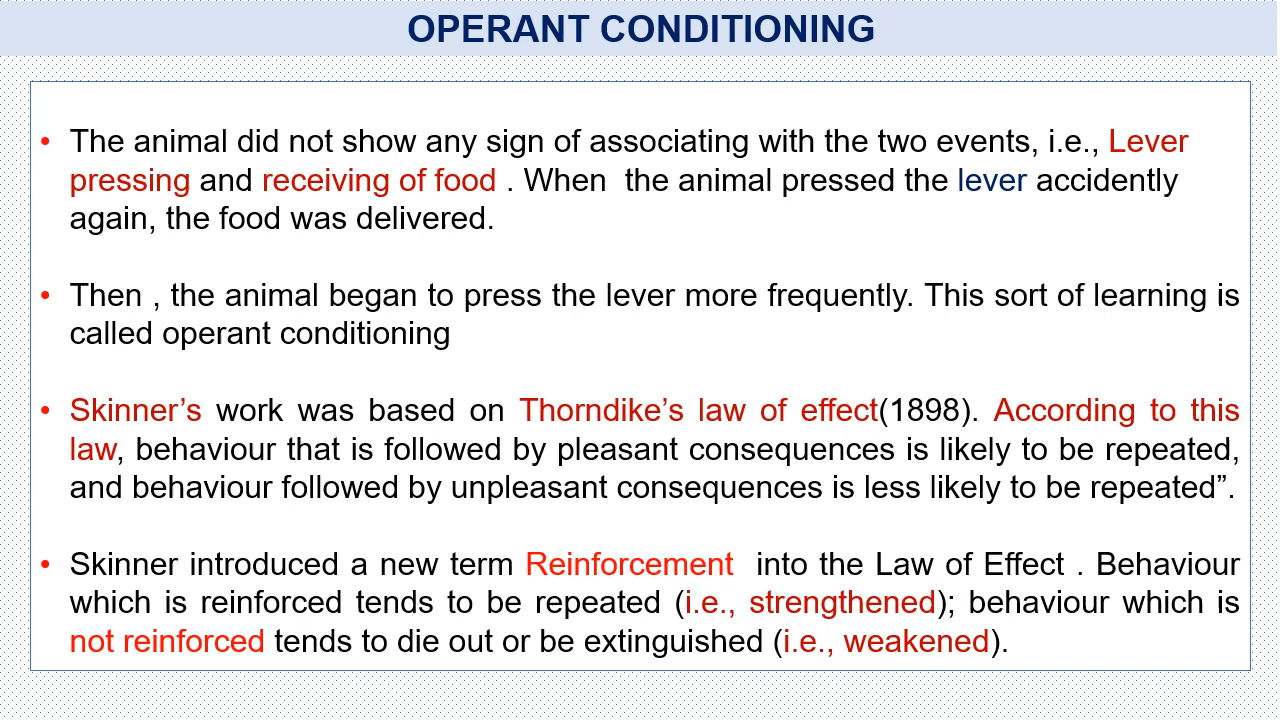 OPERANT CONDITIONING
• The animal did not show any sign of associating with the two events, i.e., Lever
pressing and receiving of food . When  the animal pressed the lever accidently
again, the food was delivered.
• Then , the animal began to press the lever more frequently. This sort of learning is
called operant conditioning
• Skinner’s work was based on Thorndike’s law of effect(1898). According to this
law, behaviour that is followed by pleasant consequences is likely to be repeated,
and behaviour followed by unpleasant consequences is less likely to be repeated”.
• Skinner introduced a new term Reinforcement  into the Law of Effect . Behaviour
which is reinforced tends to be repeated (i.e., strengthened); behaviour which is
not reinforced tends to die out or be extinguished (i.e., weakened).